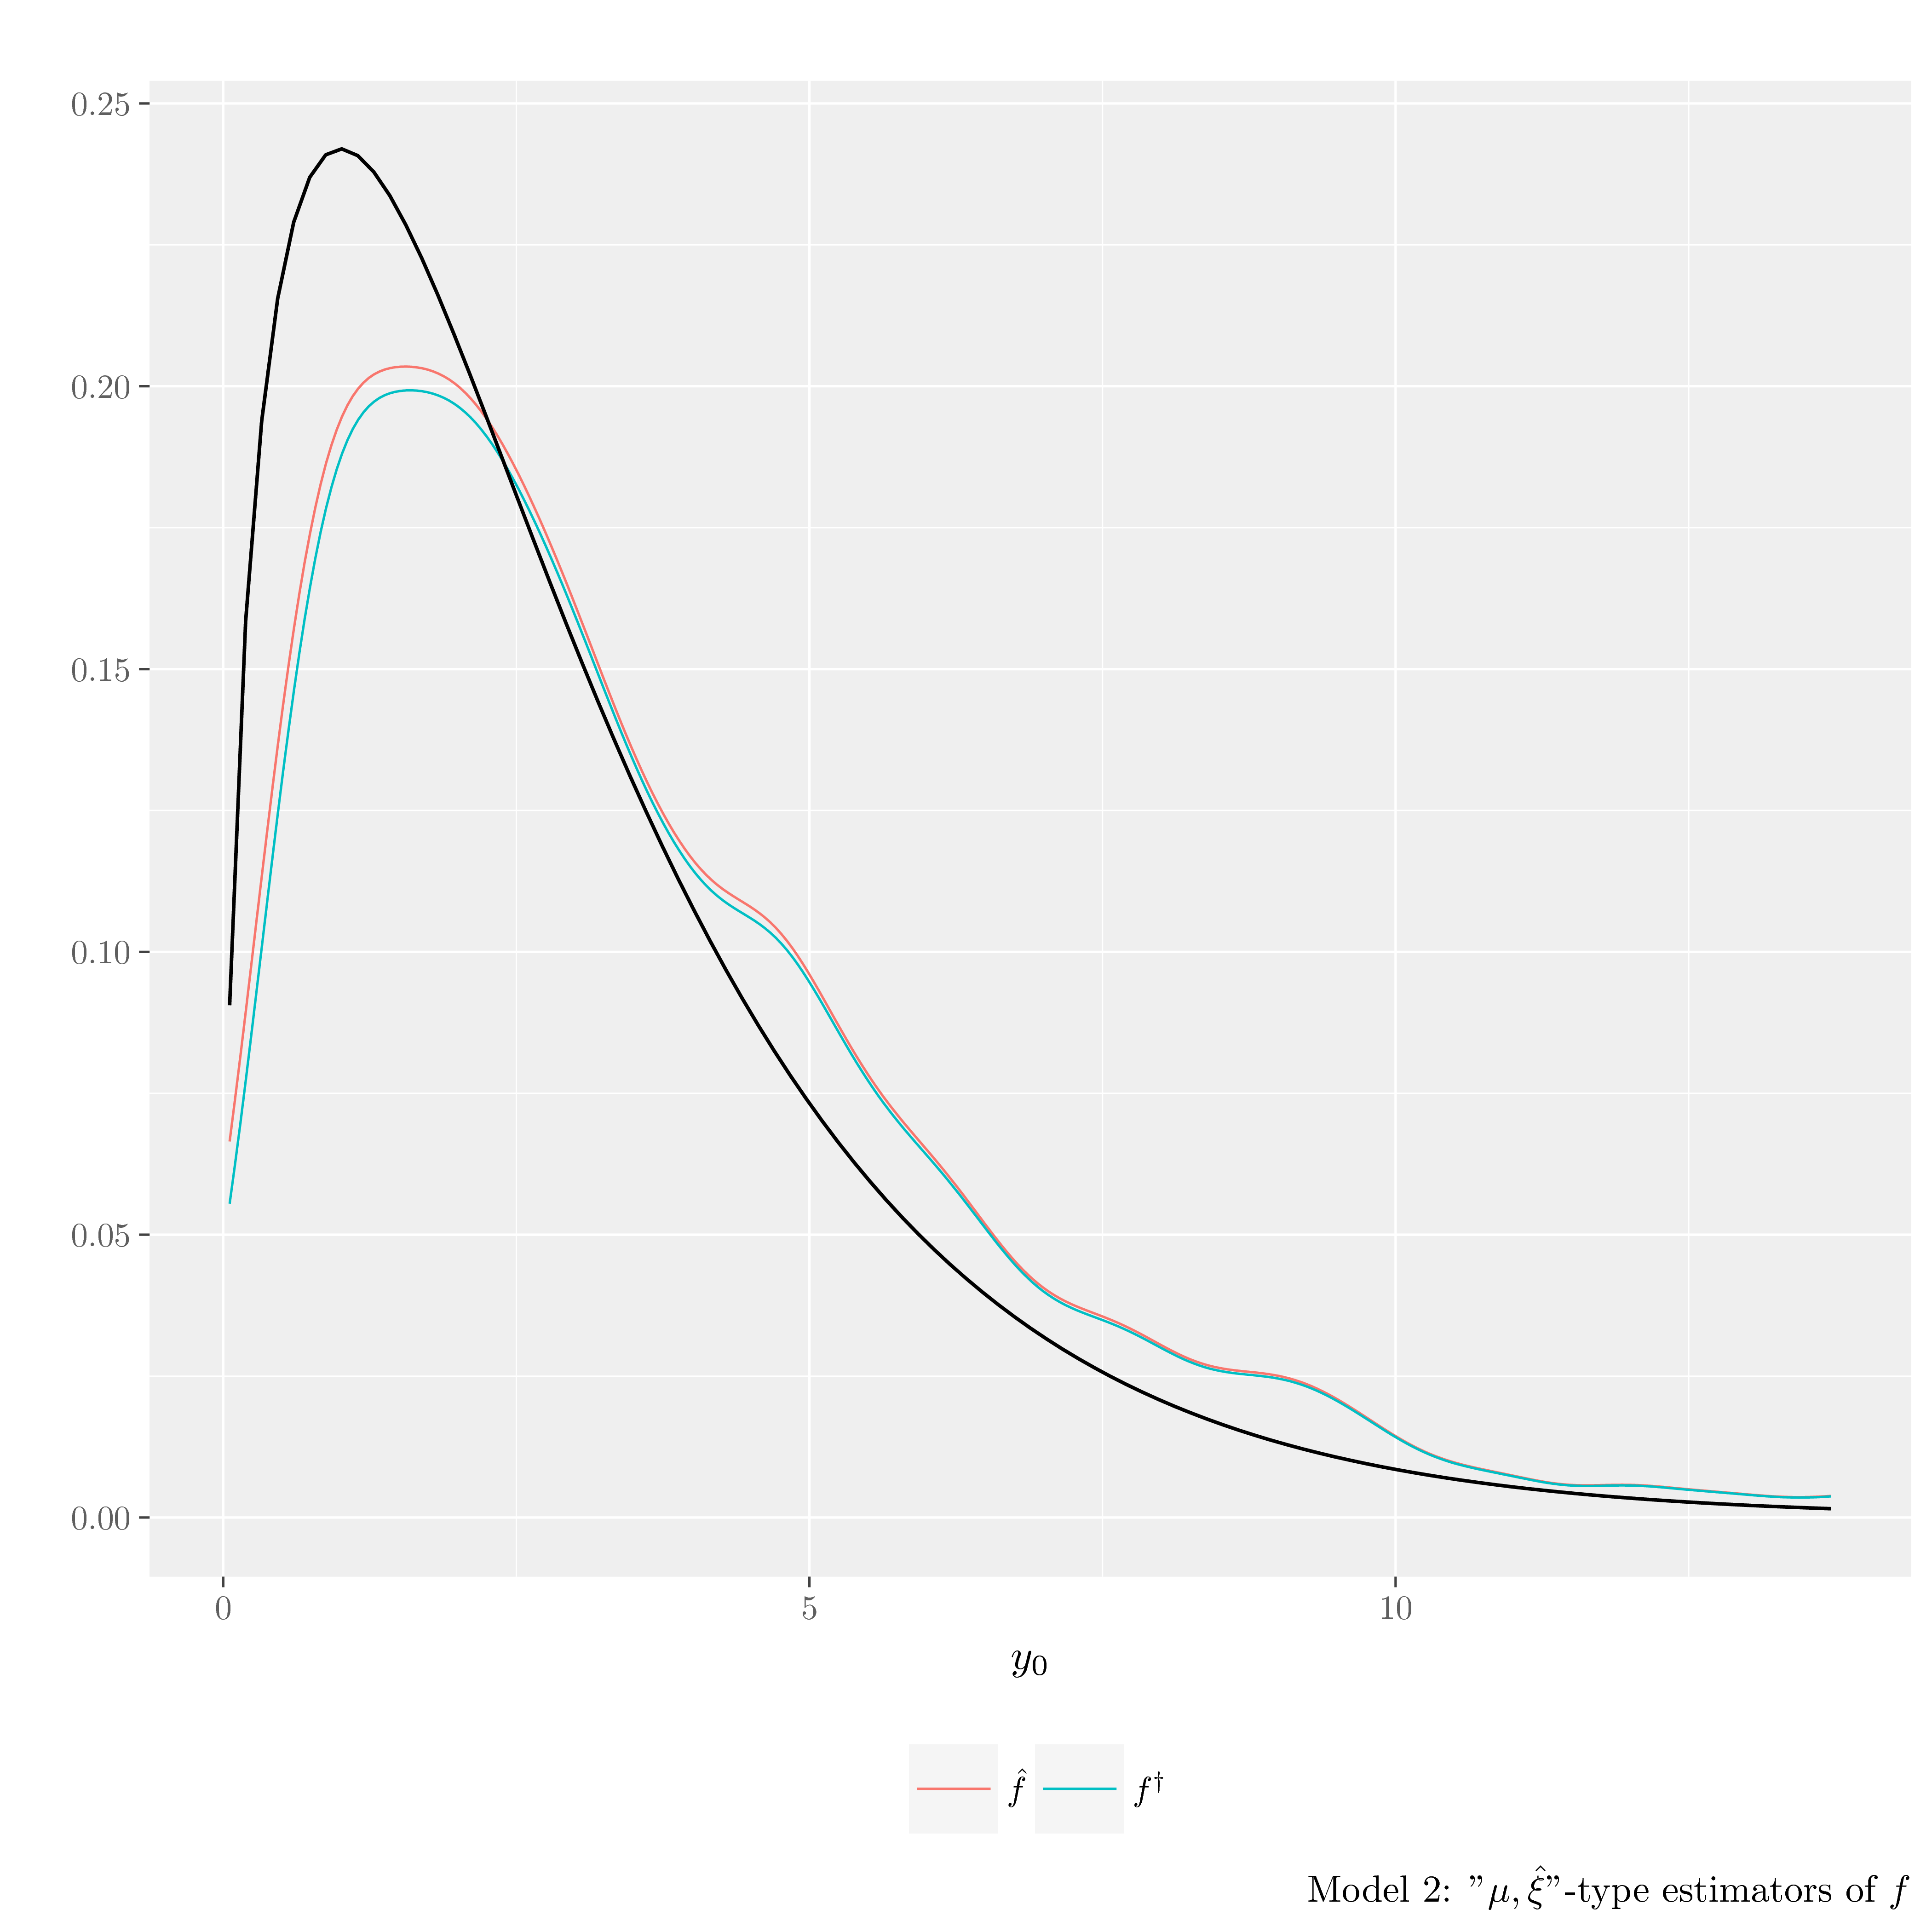 0.25
0.20
0.15
0.10
0.05
0.00
0 5 10
y₀
f̂ f†
Model 2: ”μ, ξ̂”-type estimators of f